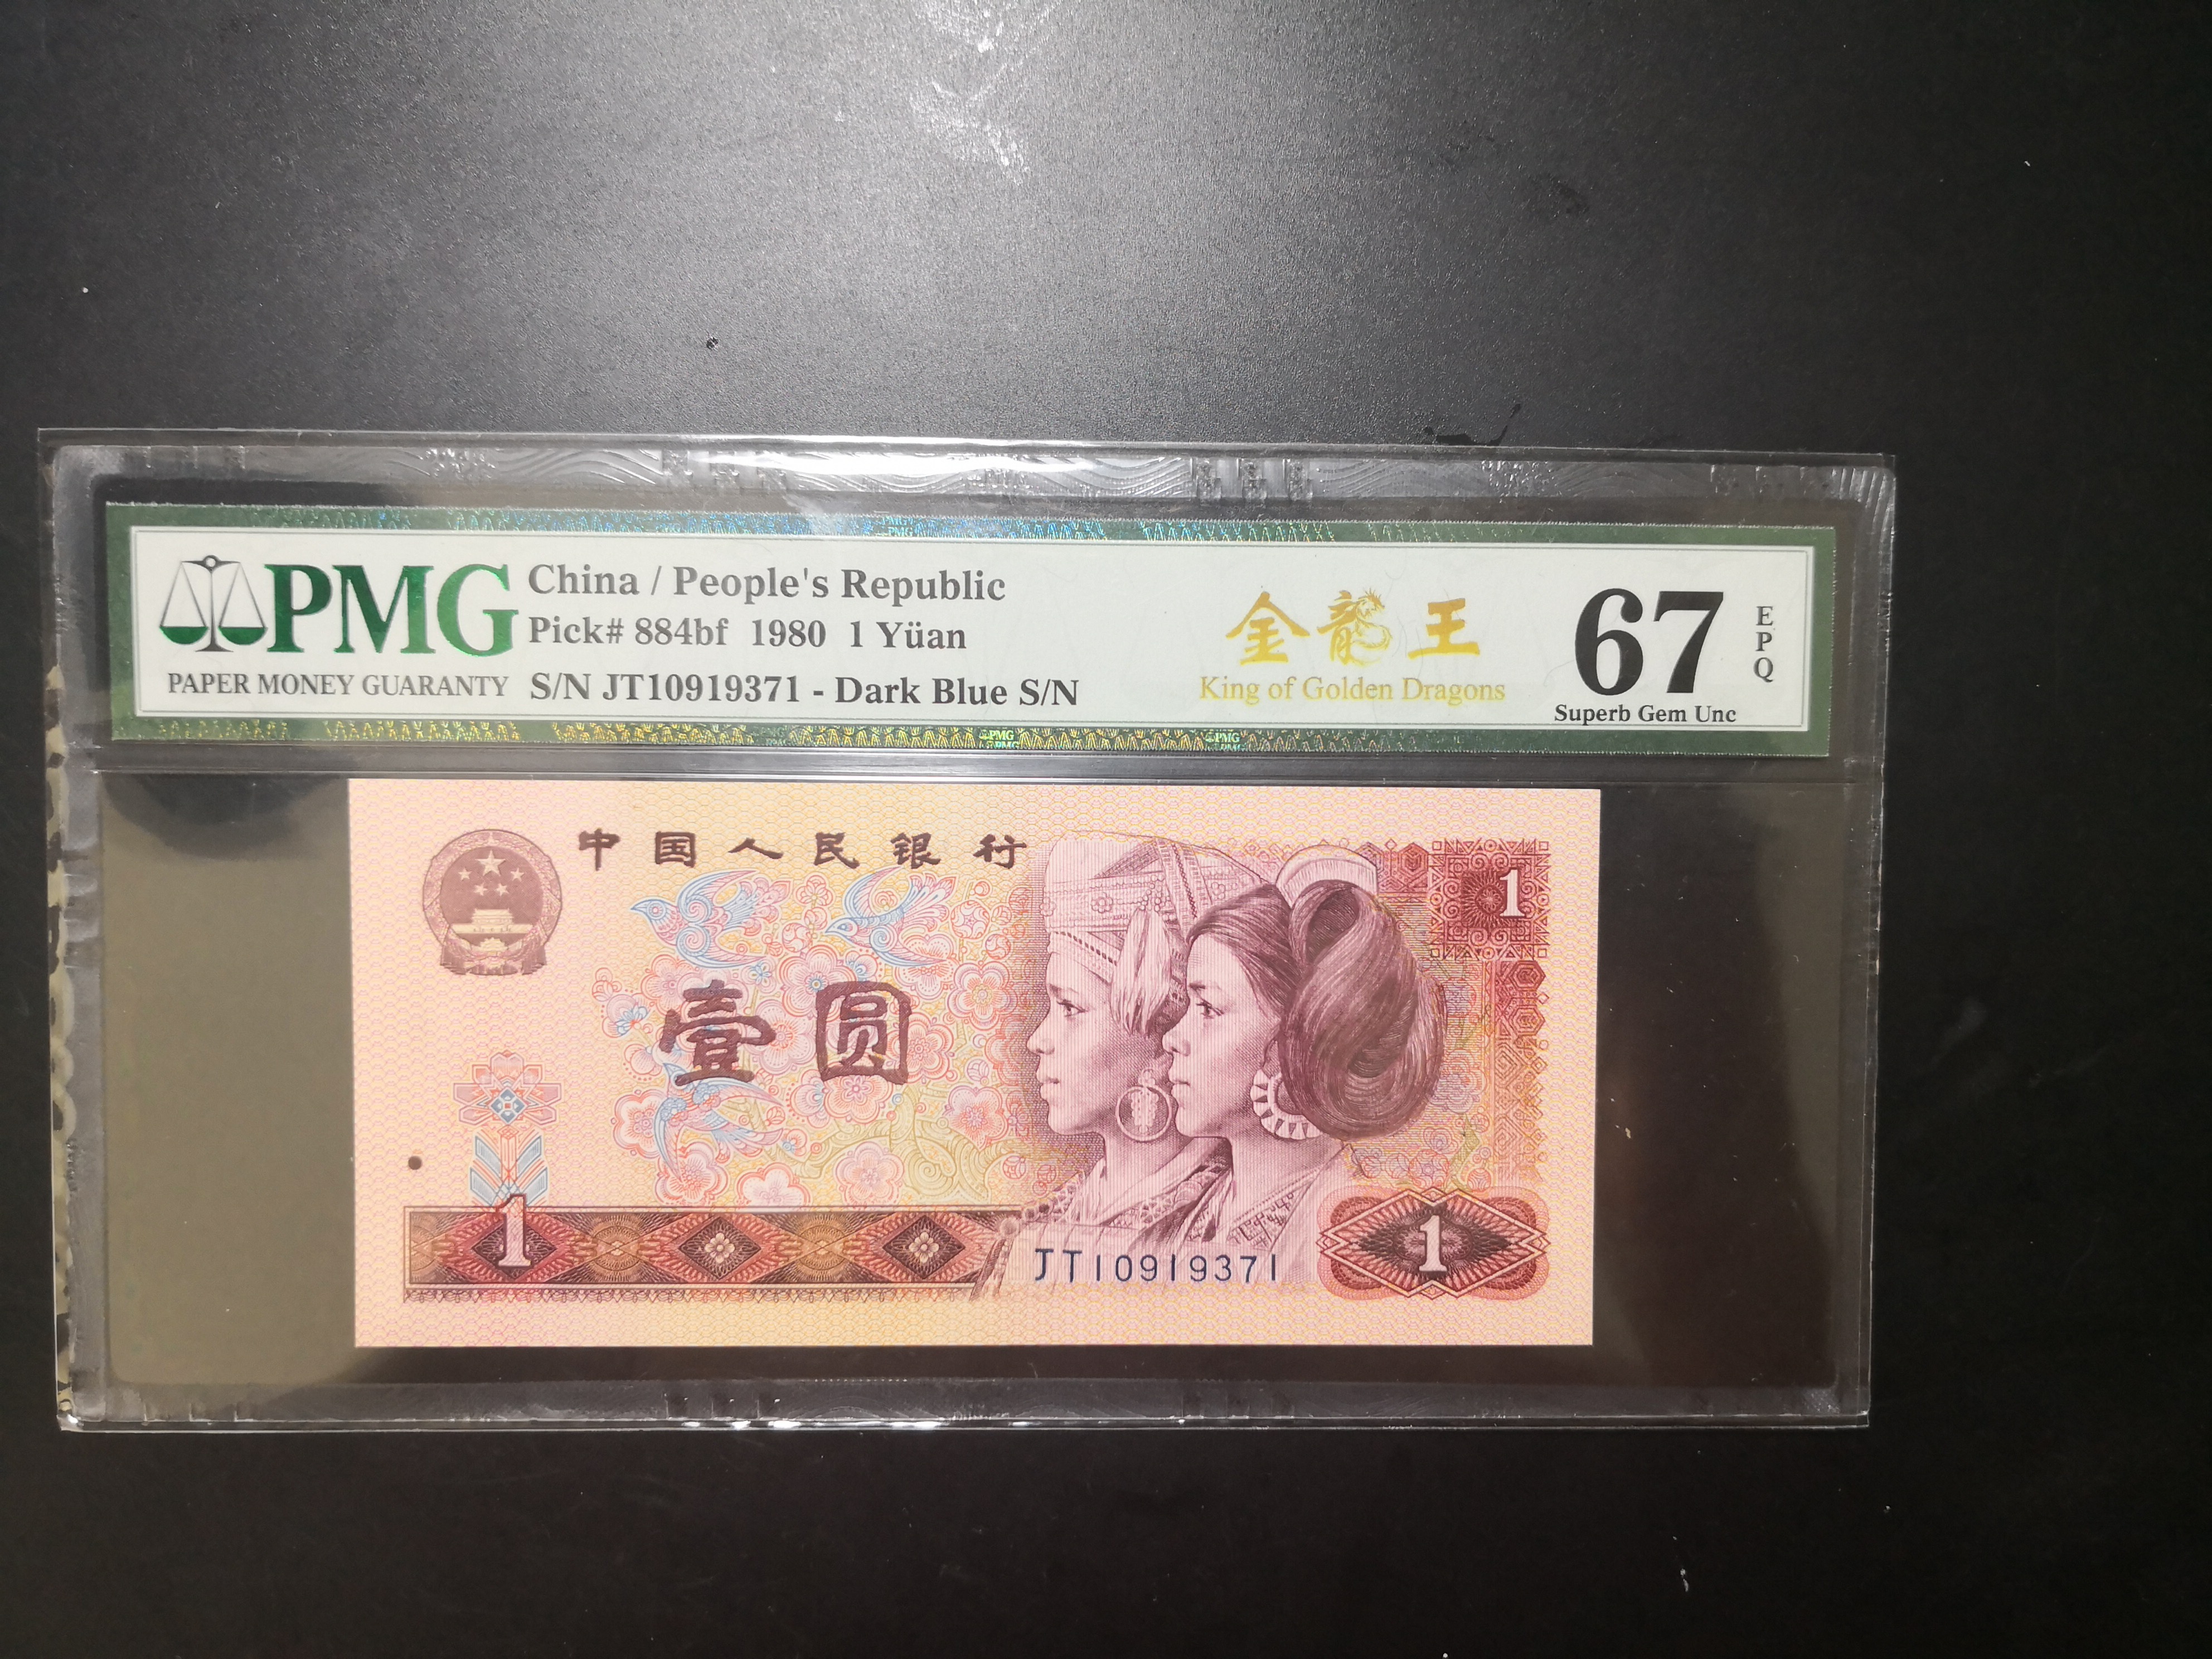 PMG
PAPER MONEY GUARANTY
China / People's Republic
Pick# 884bf 1980 1 Yüan
S/N JT10919371 - Dark Blue S/N
金龍王
King of Golden Dragons
67
EPQ
Superb Gem Unc
中国人民银行
1
壹圆
1
JT10919371
1